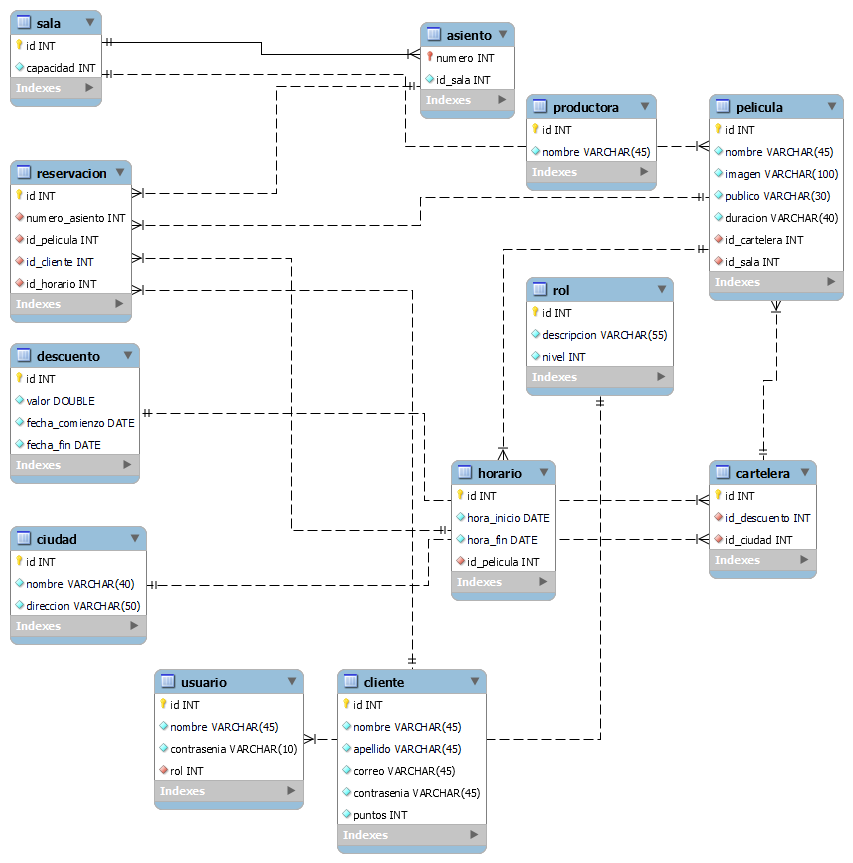 sala
id INT
capacidad INT
Indexes
asiento
numero INT
id_sala INT
Indexes
productora
id INT
nombre VARCHAR(45)
Indexes
pelicula
id INT
nombre VARCHAR(45)
imagen VARCHAR(100)
publico VARCHAR(30)
duracion VARCHAR(40)
id_cartelera INT
id_sala INT
Indexes
reservacion
id INT
numero_asiento INT
id_pelicula INT
id_cliente INT
id_horario INT
Indexes
rol
id INT
descripcion VARCHAR(55)
nivel INT
Indexes
descuento
id INT
valor DOUBLE
fecha_comienzo DATE
fecha_fin DATE
Indexes
horario
id INT
hora_inicio DATE
hora_fin DATE
id_pelicula INT
Indexes
cartelera
id INT
id_descuento INT
id_ciudad INT
Indexes
ciudad
id INT
nombre VARCHAR(40)
direccion VARCHAR(50)
Indexes
usuario
id INT
nombre VARCHAR(45)
contrasenia VARCHAR(10)
rol INT
Indexes
cliente
id INT
nombre VARCHAR(45)
apellido VARCHAR(45)
correo VARCHAR(45)
contrasenia VARCHAR(45)
puntos INT
Indexes